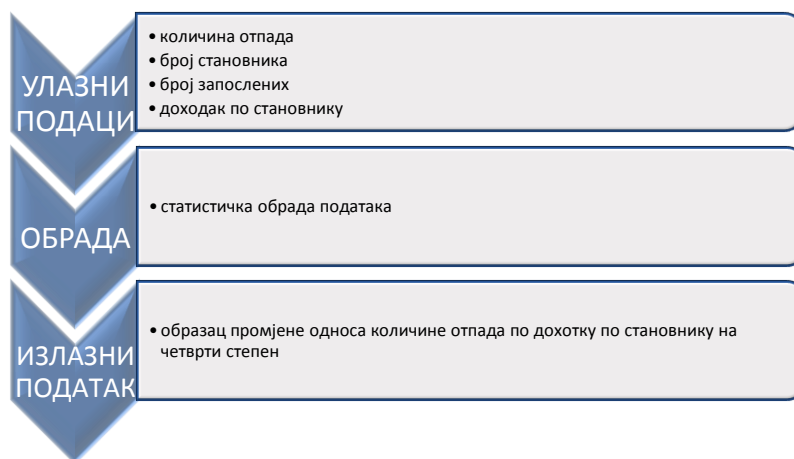 УЛАЗНИ
ПОДАЦИ
• количина отпада
• број становника
• број запослених
• доходак по становнику
ОБРАДА
• статистичка обрада података
ИЗЛАЗНИ
ПОДАТАК
• образац промјене односа количине отпада по дохотку по становнику на
четврти степен